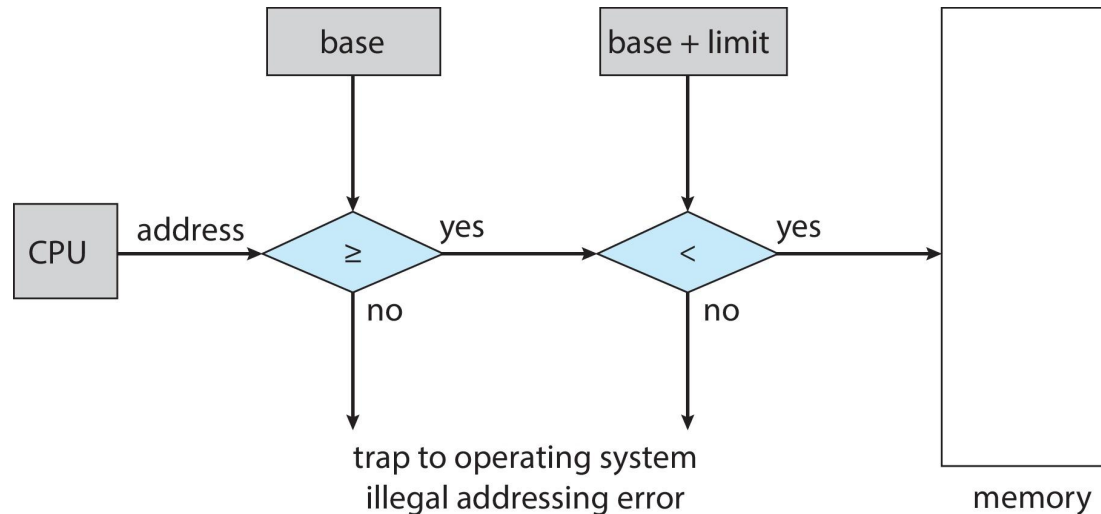 base
base + limit
CPU
address
≥
yes
<
yes
no
no
trap to operating system
illegal addressing error
memory